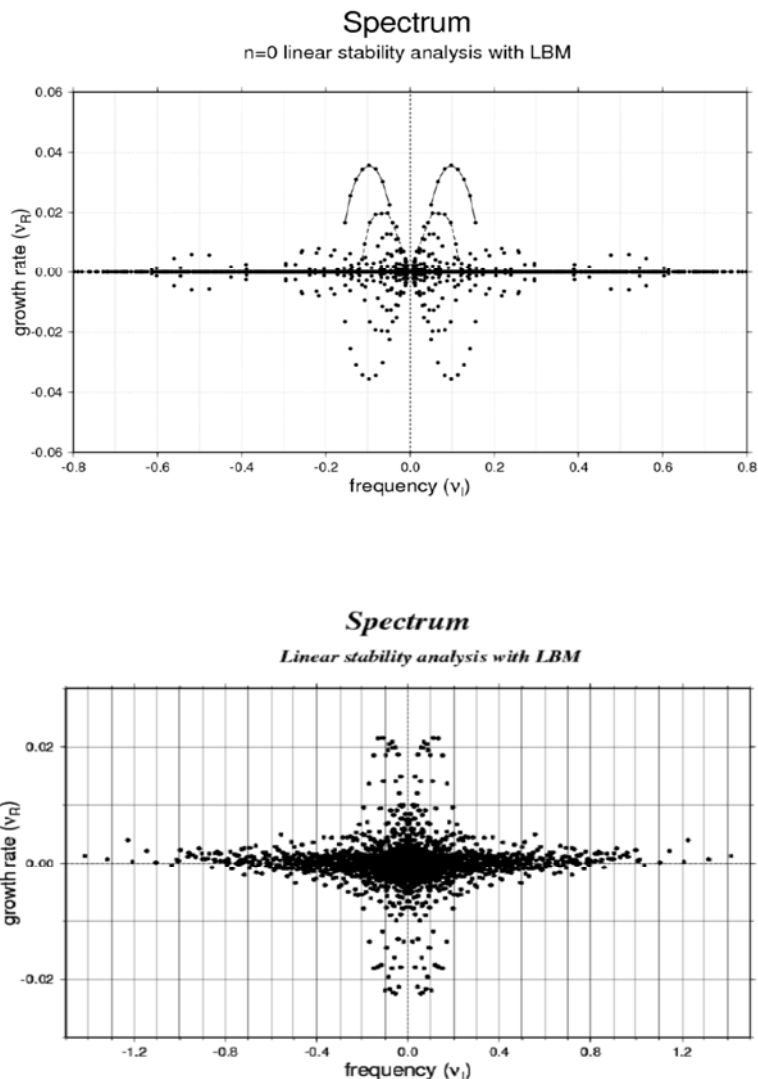 Spectrum
n=0 linear stability analysis with LBM
0.06
0.04
0.02
0.00
-0.02
-0.04
-0.06
growth rate (νR)
-0.8 -0.6 -0.4 -0.2 0.0 0.2 0.4 0.6 0.8
frequency (νI)
Spectrum
Linear stability analysis with LBM
0.02
0.00
-0.02
growth rate (νR)
-1.2 -0.8 -0.4 0.0 0.4 0.8 1.2
frequency (νI)